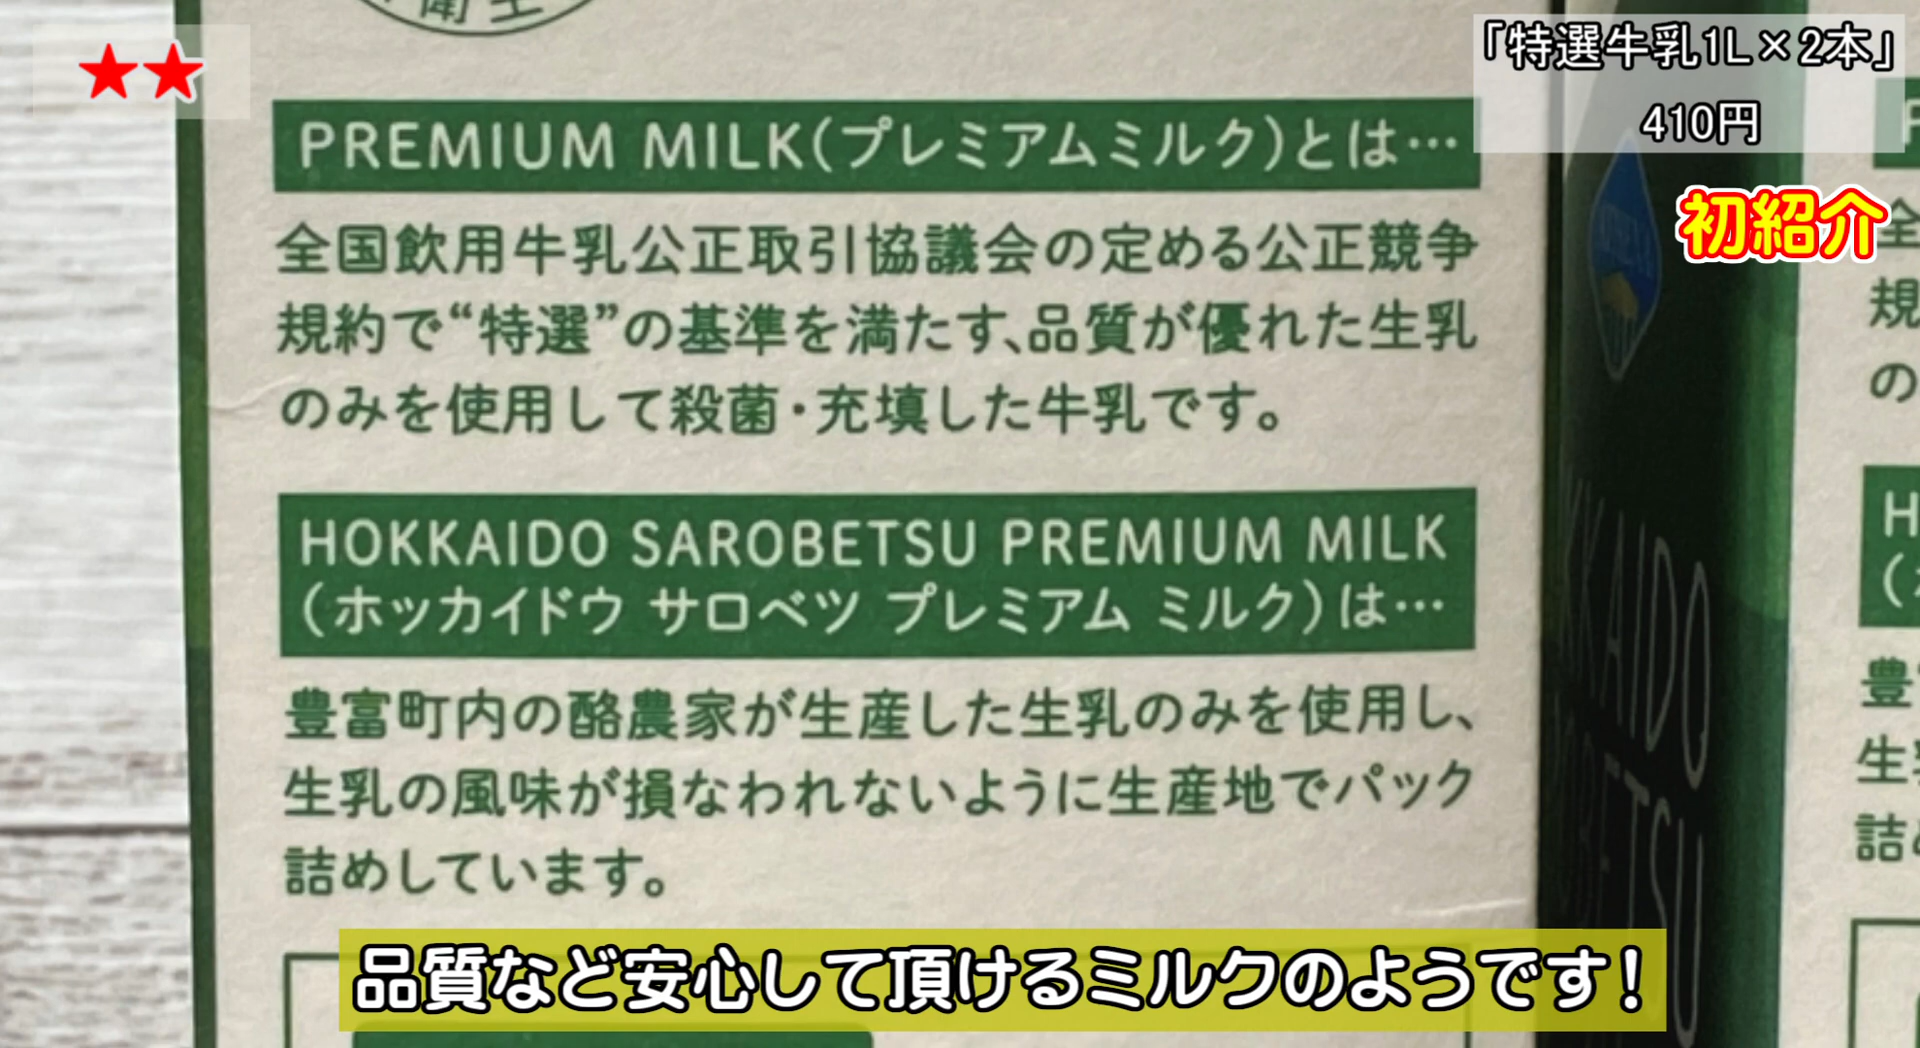 衛生
★★
「特選牛乳1L×2本」
410円
初紹介
PREMIUM MILK(プレミアムミルク)とは…
全国飲用牛乳公正取引協議会の定める公正競争
規約で“特選”の基準を満たす、品質が優れた生乳
のみを使用して殺菌・充填した牛乳です。
HOKKAIDO SAROBETSU PREMIUM MILK
(ホッカイドウ サロベツ プレミアム ミルク)は…
豊富町内の酪農家が生産した生乳のみを使用し、
生乳の風味が損なわれないように生産地でパック
詰めしています。
品質など安心して頂けるミルクのようです!